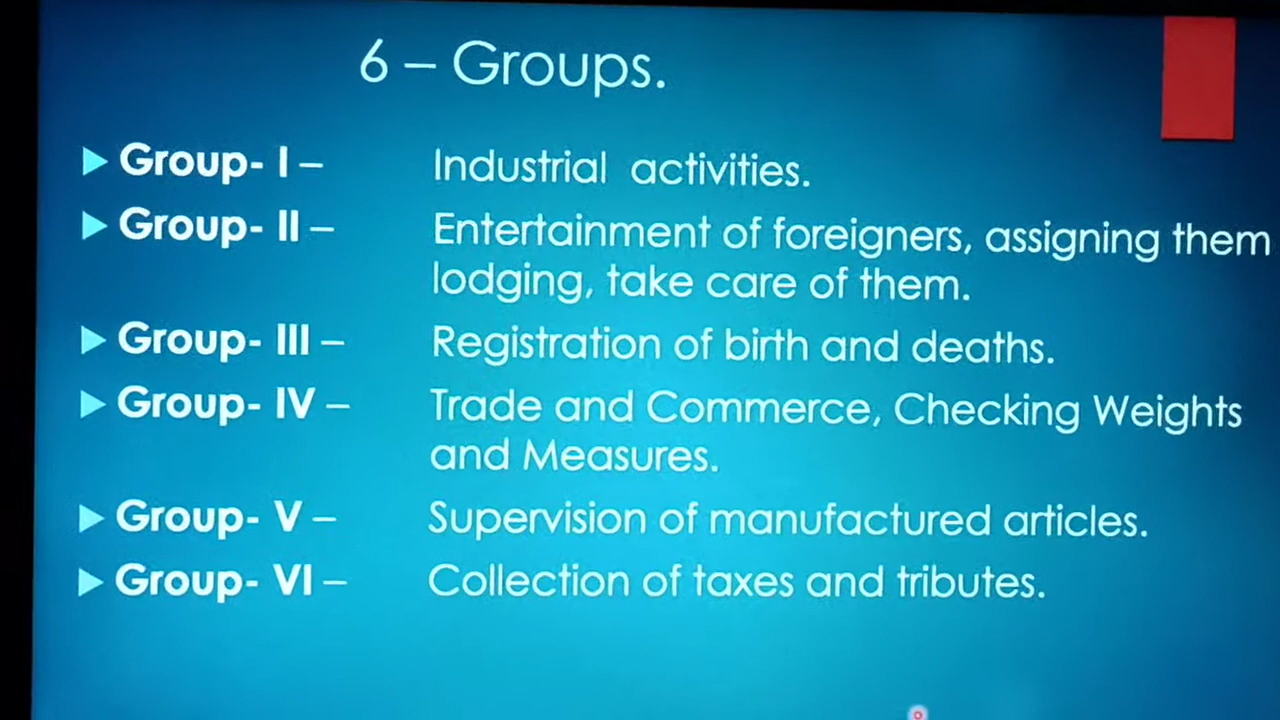 6 – Groups.
Group- I – Industrial activities.
Group- II – Entertainment of foreigners, assigning them
lodging, take care of them.
Group- III – Registration of birth and deaths.
Group- IV – Trade and Commerce, Checking Weights
and Measures.
Group- V – Supervision of manufactured articles.
Group- VI – Collection of taxes and tributes.